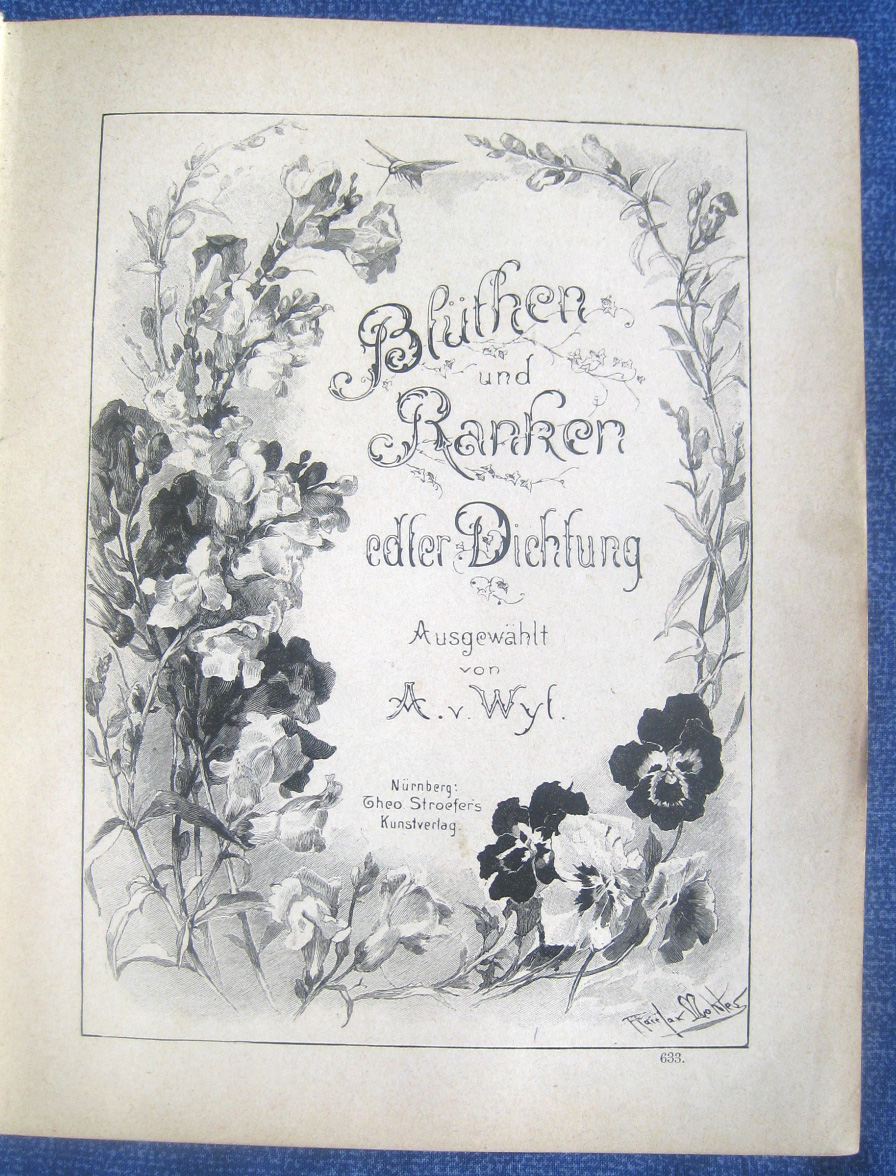 Blüthen
und
Ranken
edler Dichtung
Ausgewählt
von
A. v. Wyl.
Nürnberg:
Theo. Stroefer's
Kunstverlag.
633.